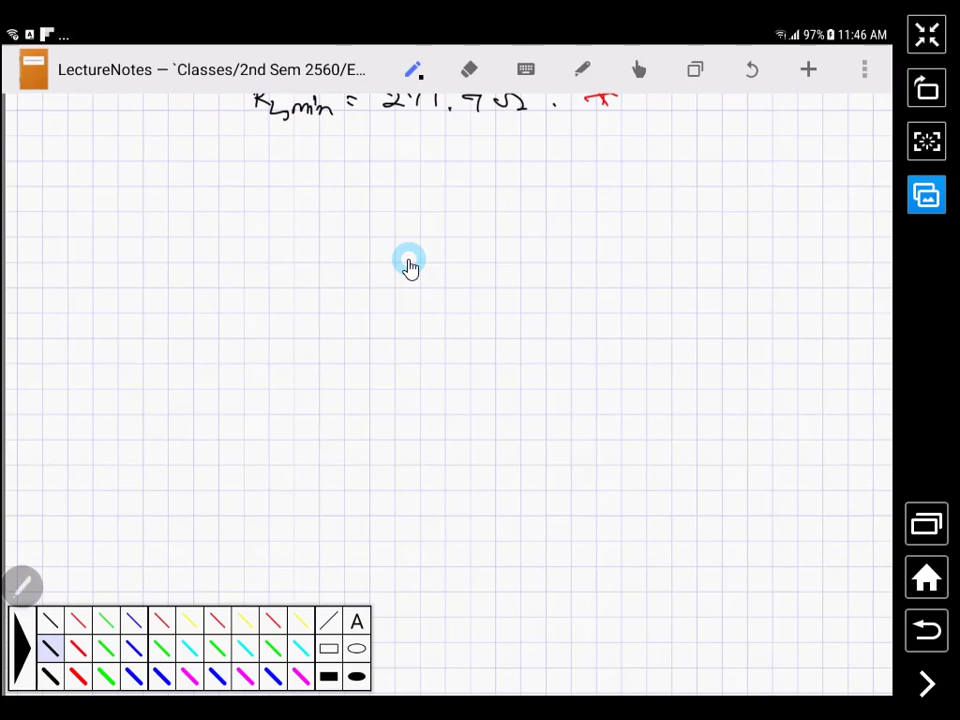 ... 97% 11:46 AM
LectureNotes — `Classes/2nd Sem 2560/E...
A